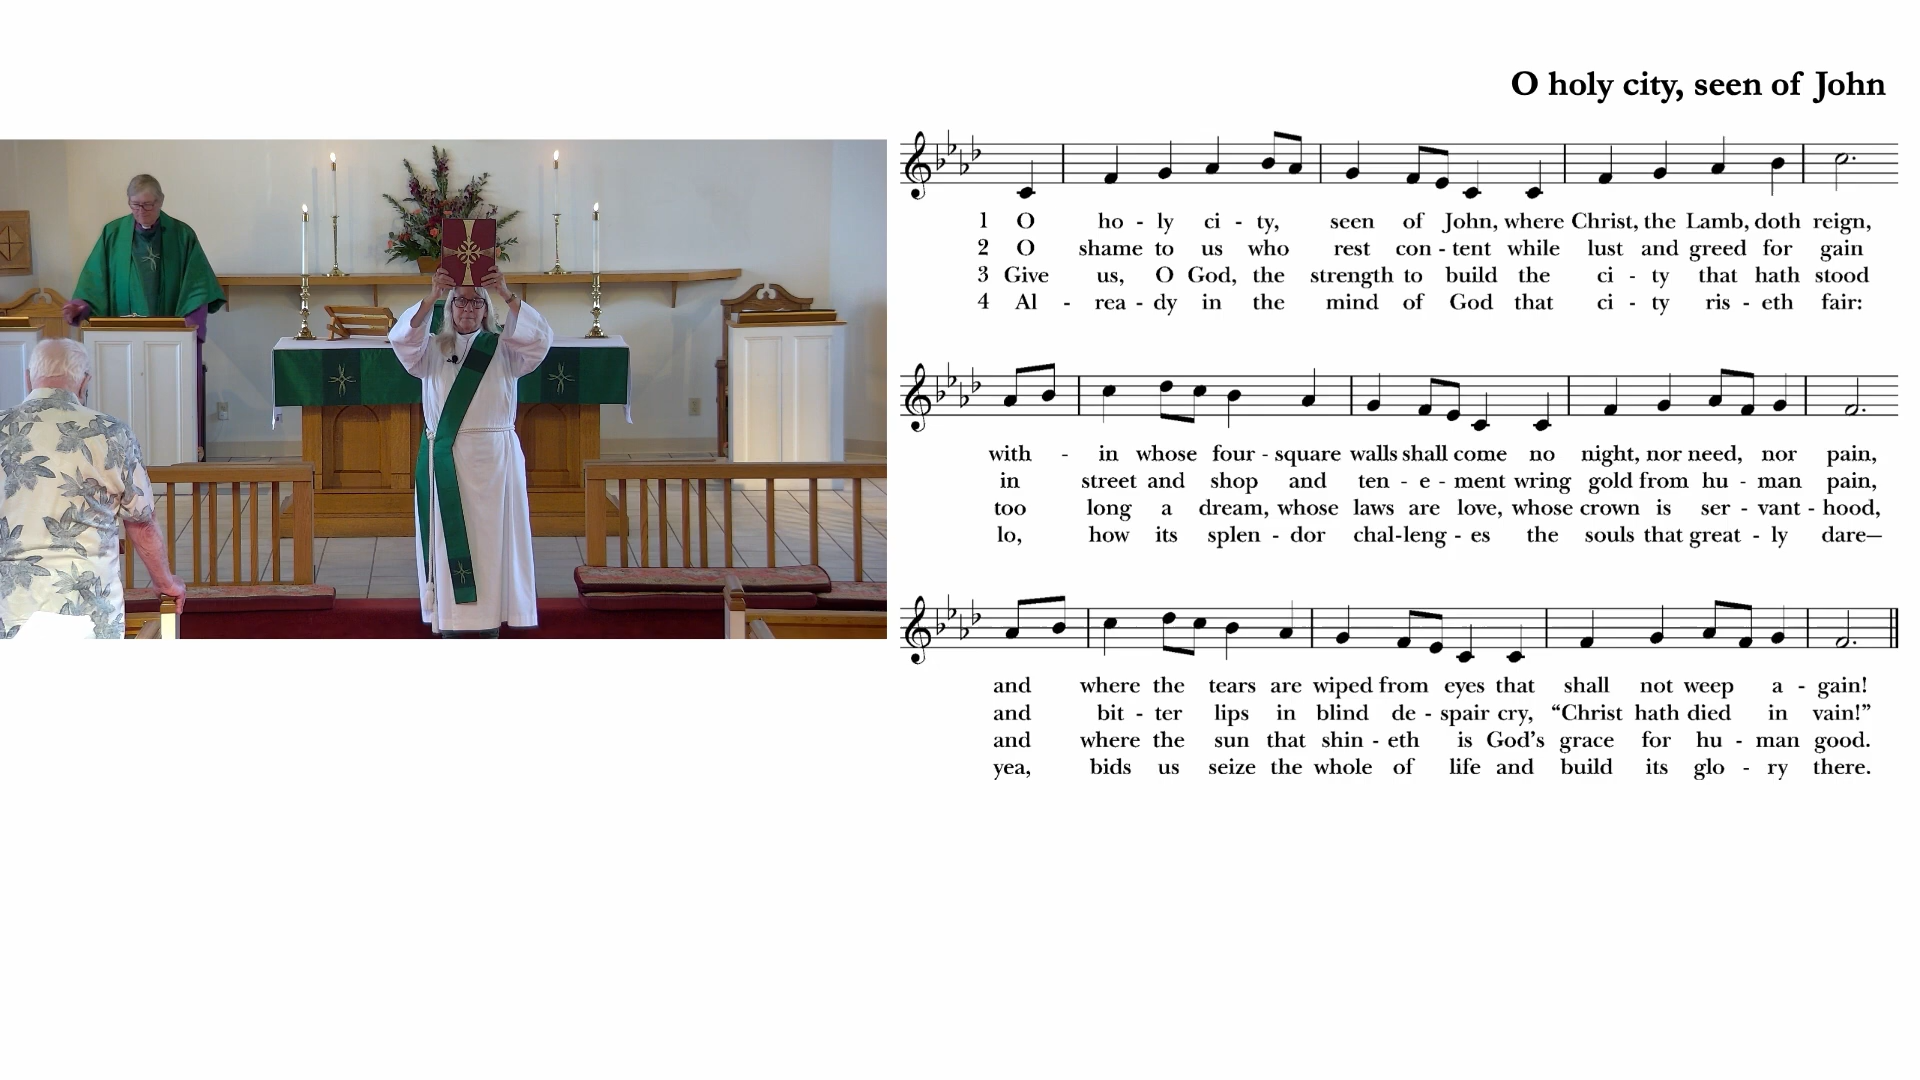 O holy city, seen of John
1 O ho - ly ci - ty, seen of John, where Christ, the Lamb, doth reign,
2 O shame to us who rest con - tent while lust and greed for gain
3 Give us, O God, the strength to build the ci - ty that hath stood
4 Al - rea - dy in the mind of God that ci - ty ris - eth fair:
with - in whose four - square walls shall come no night, nor need, nor pain,
in street and shop and ten - e - ment wring gold from hu - man pain,
too long a dream, whose laws are love, whose crown is ser - vant - hood,
lo, how its splen - dor chal - leng - es the souls that great - ly dare—
and where the tears are wiped from eyes that shall not weep a - gain!
and bit - ter lips in blind de - spair cry, “Christ hath died in vain!”
and where the sun that shin - eth is God’s grace for hu - man good.
yea, bids us seize the whole of life and build its glo - ry there.